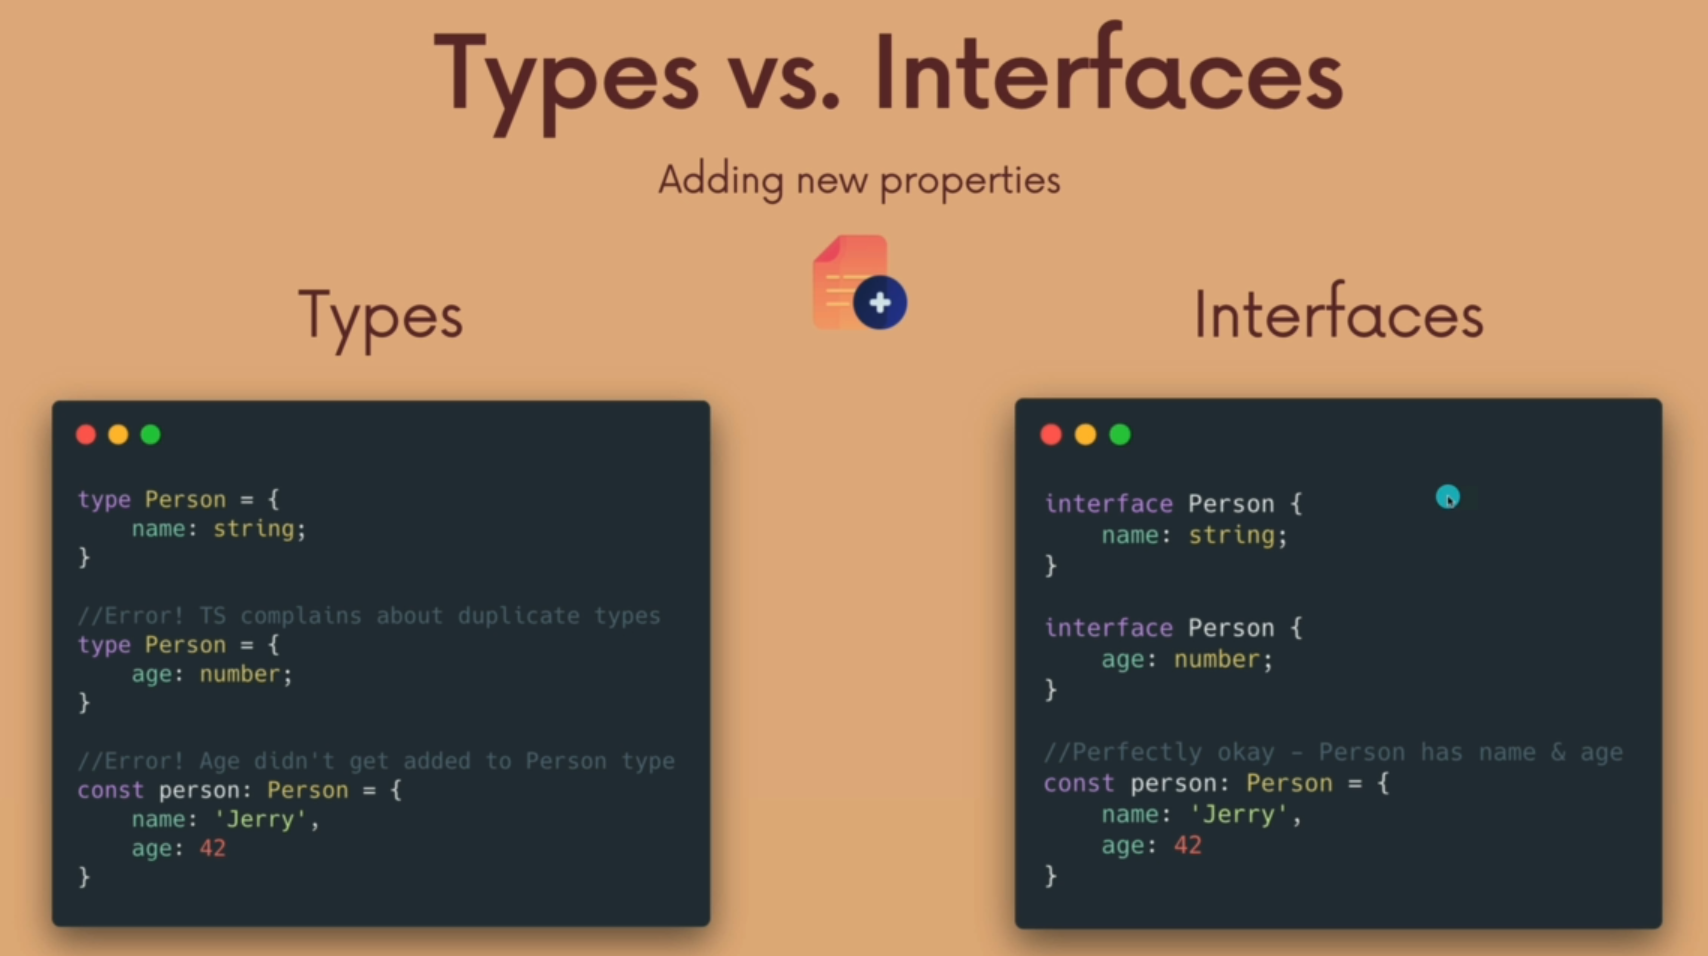 Types vs. Interfaces
Adding new properties
Types
type Person = {
    name: string;
}
//Error! TS complains about duplicate types
type Person = {
    age: number;
}
//Error! Age didn't get added to Person type
const person: Person = {
    name: 'Jerry',
    age: 42
}
Interfaces
interface Person {
    name: string;
}
interface Person {
    age: number;
}
//Perfectly okay - Person has name & age
const person: Person = {
    name: 'Jerry',
    age: 42
}